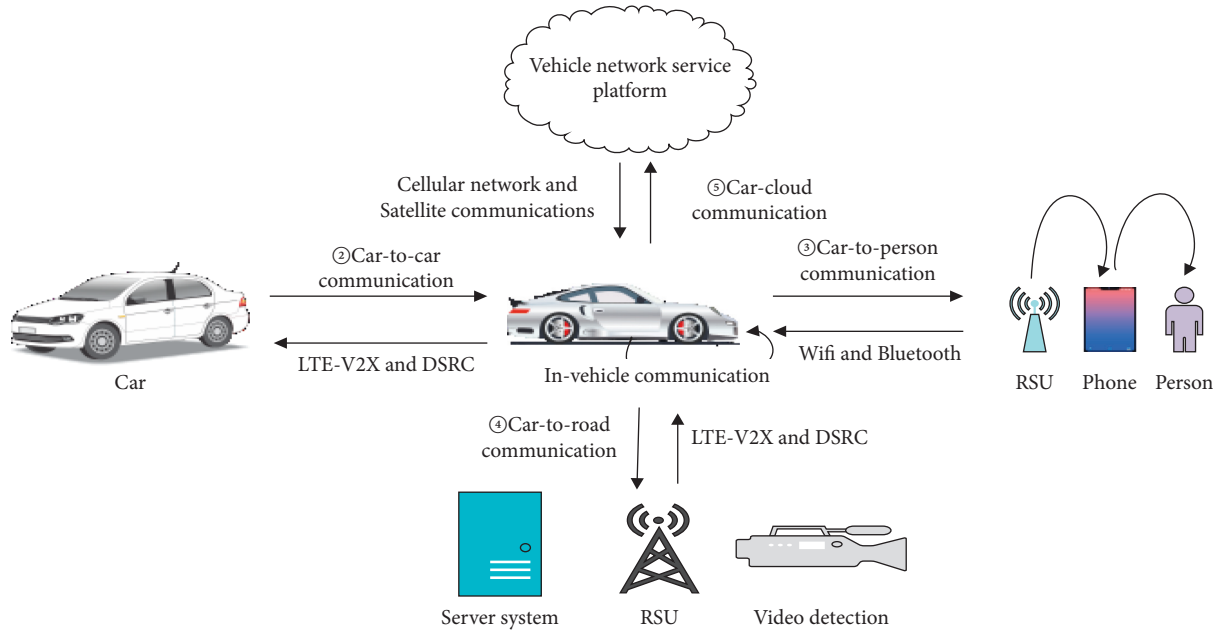 Vehicle network service
platform
Cellular network and
Satellite communications
⑤Car-cloud
communication
②Car-to-car
communication
③Car-to-person
communication
LTE-V2X and DSRC
Wifi and Bluetooth
Car
In-vehicle communication
RSU
Phone
Person
④Car-to-road
communication
LTE-V2X and DSRC
Server system
RSU
Video detection